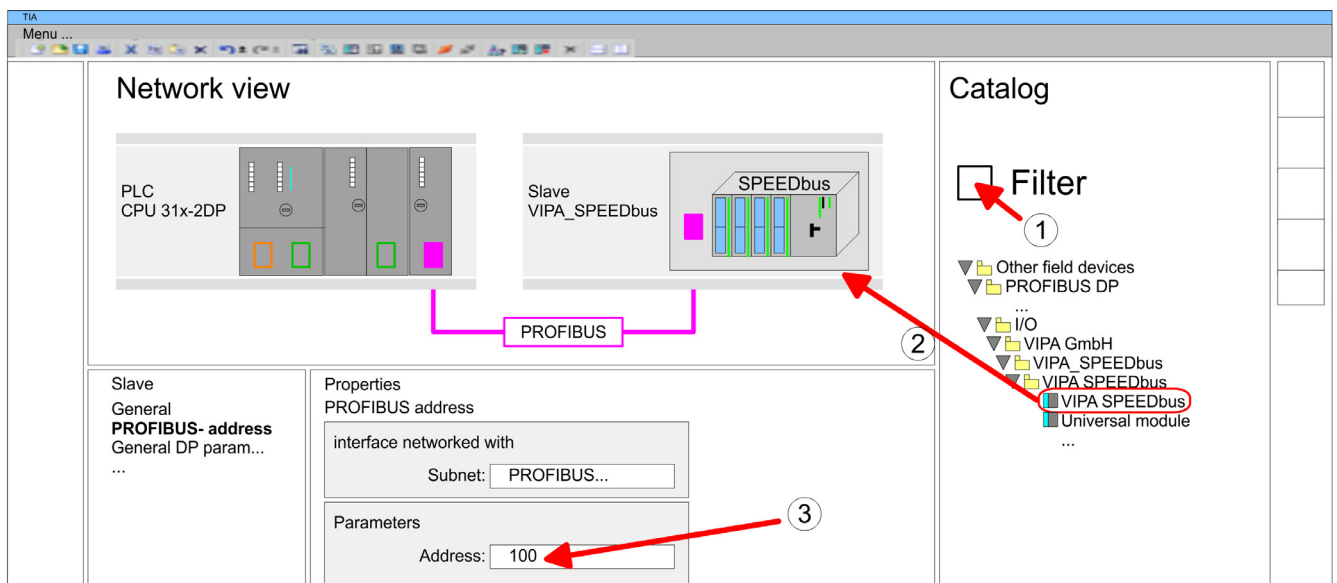 TIA
Menu ...
Network view
PLC
CPU 31x-2DP
Slave
VIPA_SPEEDbus
SPEEDbus
PROFIBUS
Catalog
Filter
1
Other field devices
PROFIBUS DP
...
I/O
VIPA GmbH
VIPA_SPEEDbus
VIPA SPEEDbus
VIPA SPEEDbus
Universal module
...
2
Slave
General
PROFIBUS- address
General DP param...
...
Properties
PROFIBUS address
interface networked with
Subnet: PROFIBUS...
Parameters
Address: 100
3